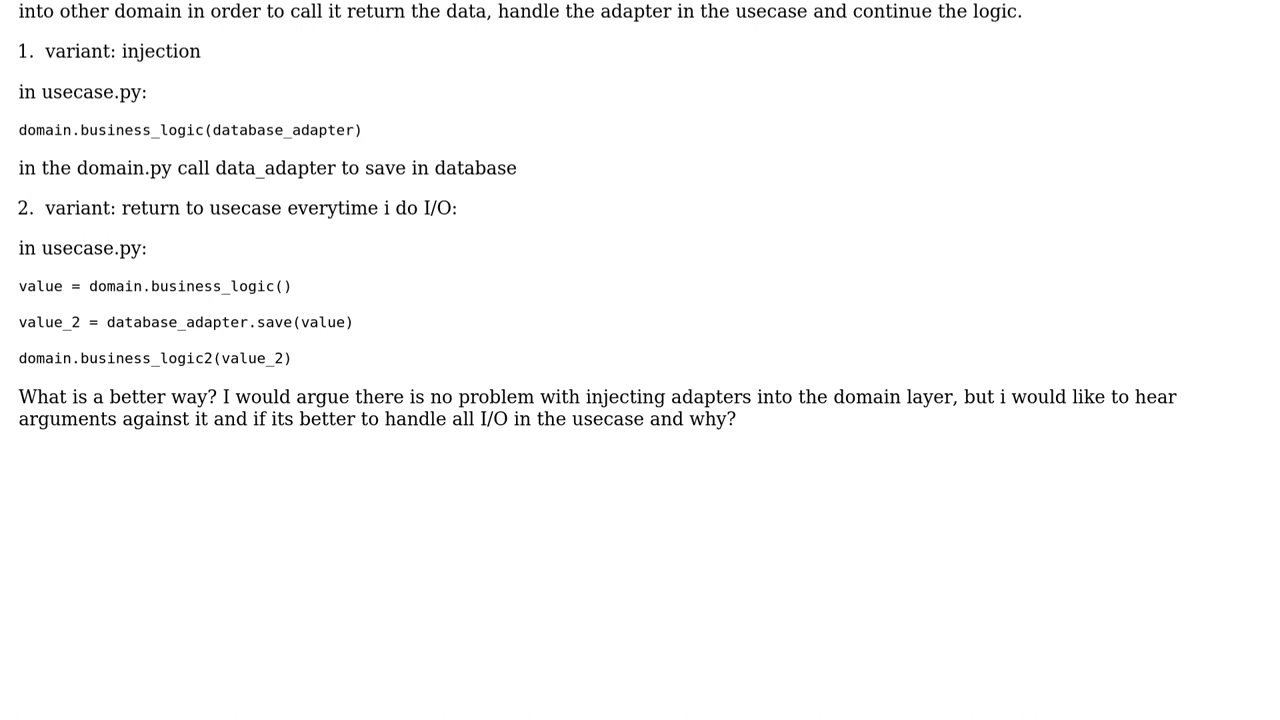 into other domain in order to call it return the data, handle the adapter in the usecase and continue the logic.
1. variant: injection
in usecase.py:
domain.business_logic(database_adapter)
in the domain.py call data_adapter to save in database
2. variant: return to usecase everytime i do I/O:
in usecase.py:
value = domain.business_logic()
value_2 = database_adapter.save(value)
domain.business_logic2(value_2)
What is a better way? I would argue there is no problem with injecting adapters into the domain layer, but i would like to hear
arguments against it and if its better to handle all I/O in the usecase and why?